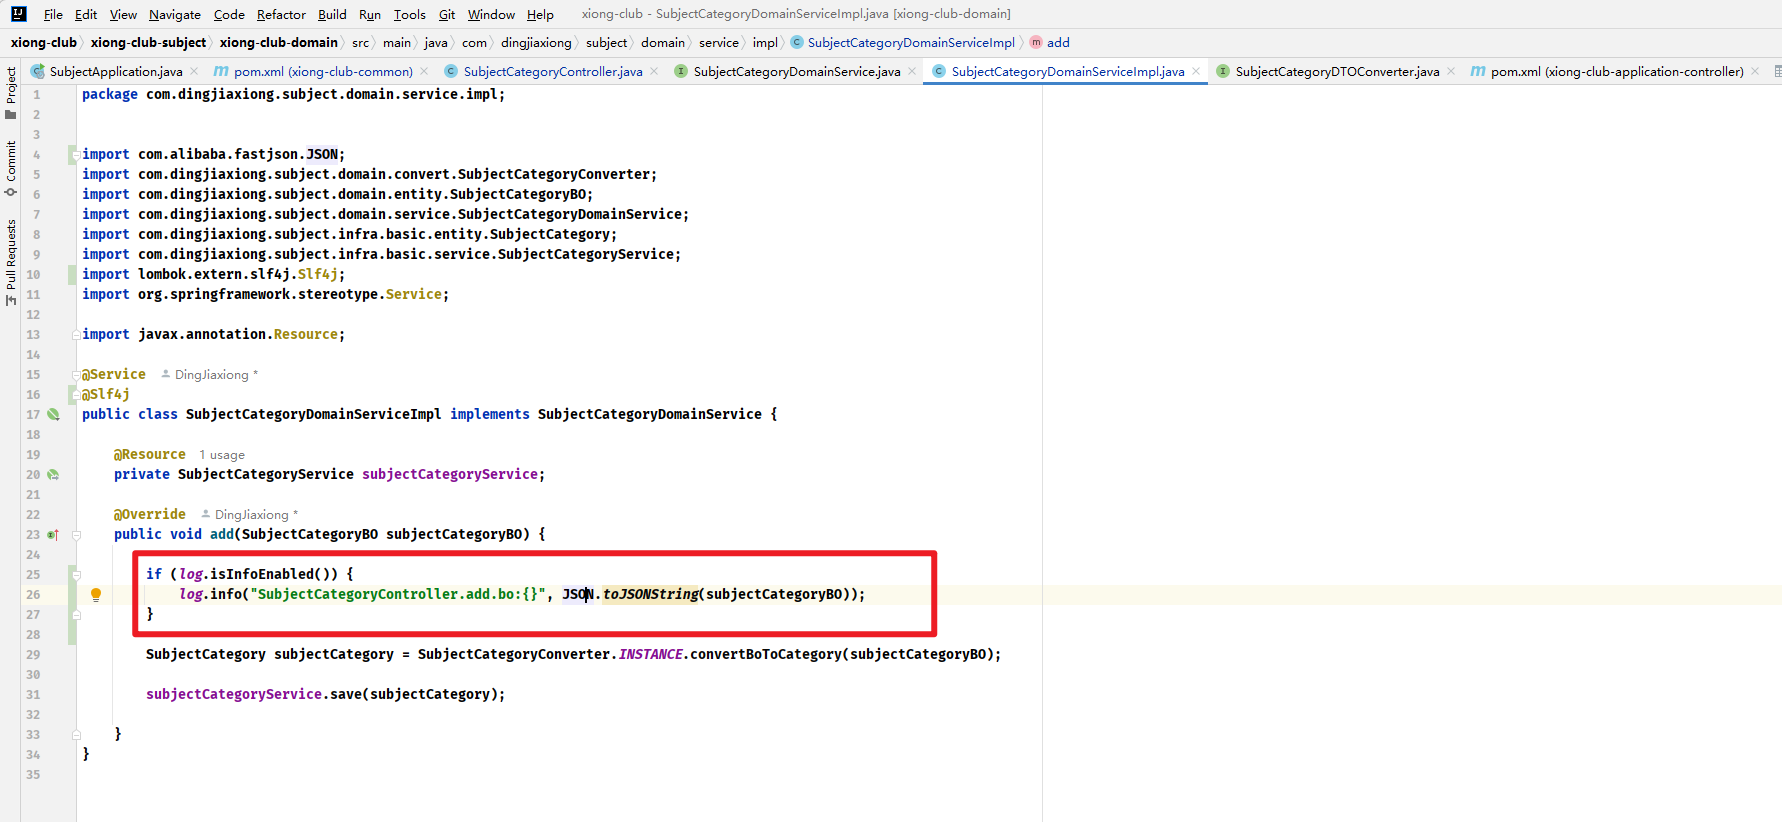 File Edit View Navigate Code Refactor Build Run Tools Git Window Help xiong-club - SubjectCategoryDomainServiceImpl.java [xiong-club-domain]
xiong-club xiong-club-subject xiong-club-domain src main java com dingjiaxiong subject domain service impl SubjectCategoryDomainServiceImpl add
SubjectApplication.java pom.xml (xiong-club-common) SubjectCategoryController.java SubjectCategoryDomainService.java SubjectCategoryDomainServiceImpl.java SubjectCategoryDTOConverter.java pom.xml (xiong-club-application-controller)
Project
Commit
Pull Requests
1 package com.dingjiaxiong.subject.domain.service.impl;
2
3
4 import com.alibaba.fastjson.JSON;
5 import com.dingjiaxiong.subject.domain.convert.SubjectCategoryConverter;
6 import com.dingjiaxiong.subject.domain.entity.SubjectCategoryBO;
7 import com.dingjiaxiong.subject.domain.service.SubjectCategoryDomainService;
8 import com.dingjiaxiong.subject.infra.basic.entity.SubjectCategory;
9 import com.dingjiaxiong.subject.infra.basic.service.SubjectCategoryService;
10 import lombok.extern.slf4j.Slf4j;
11 import org.springframework.stereotype.Service;
12
13 import javax.annotation.Resource;
14
15 @Service DingJiaxiong *
16 @Slf4j
17 public class SubjectCategoryDomainServiceImpl implements SubjectCategoryDomainService {
18
19 @Resource 1 usage
20 private SubjectCategoryService subjectCategoryService;
21
22 @Override DingJiaxiong *
23 public void add(SubjectCategoryBO subjectCategoryBO) {
24
25 if (log.isInfoEnabled()) {
26 log.info("SubjectCategoryController.add.bo:{}", JSON.toJSONString(subjectCategoryBO));
27 }
28
29 SubjectCategory subjectCategory = SubjectCategoryConverter.INSTANCE.convertBoToCategory(subjectCategoryBO);
30
31 subjectCategoryService.save(subjectCategory);
32
33 }
34 }
35